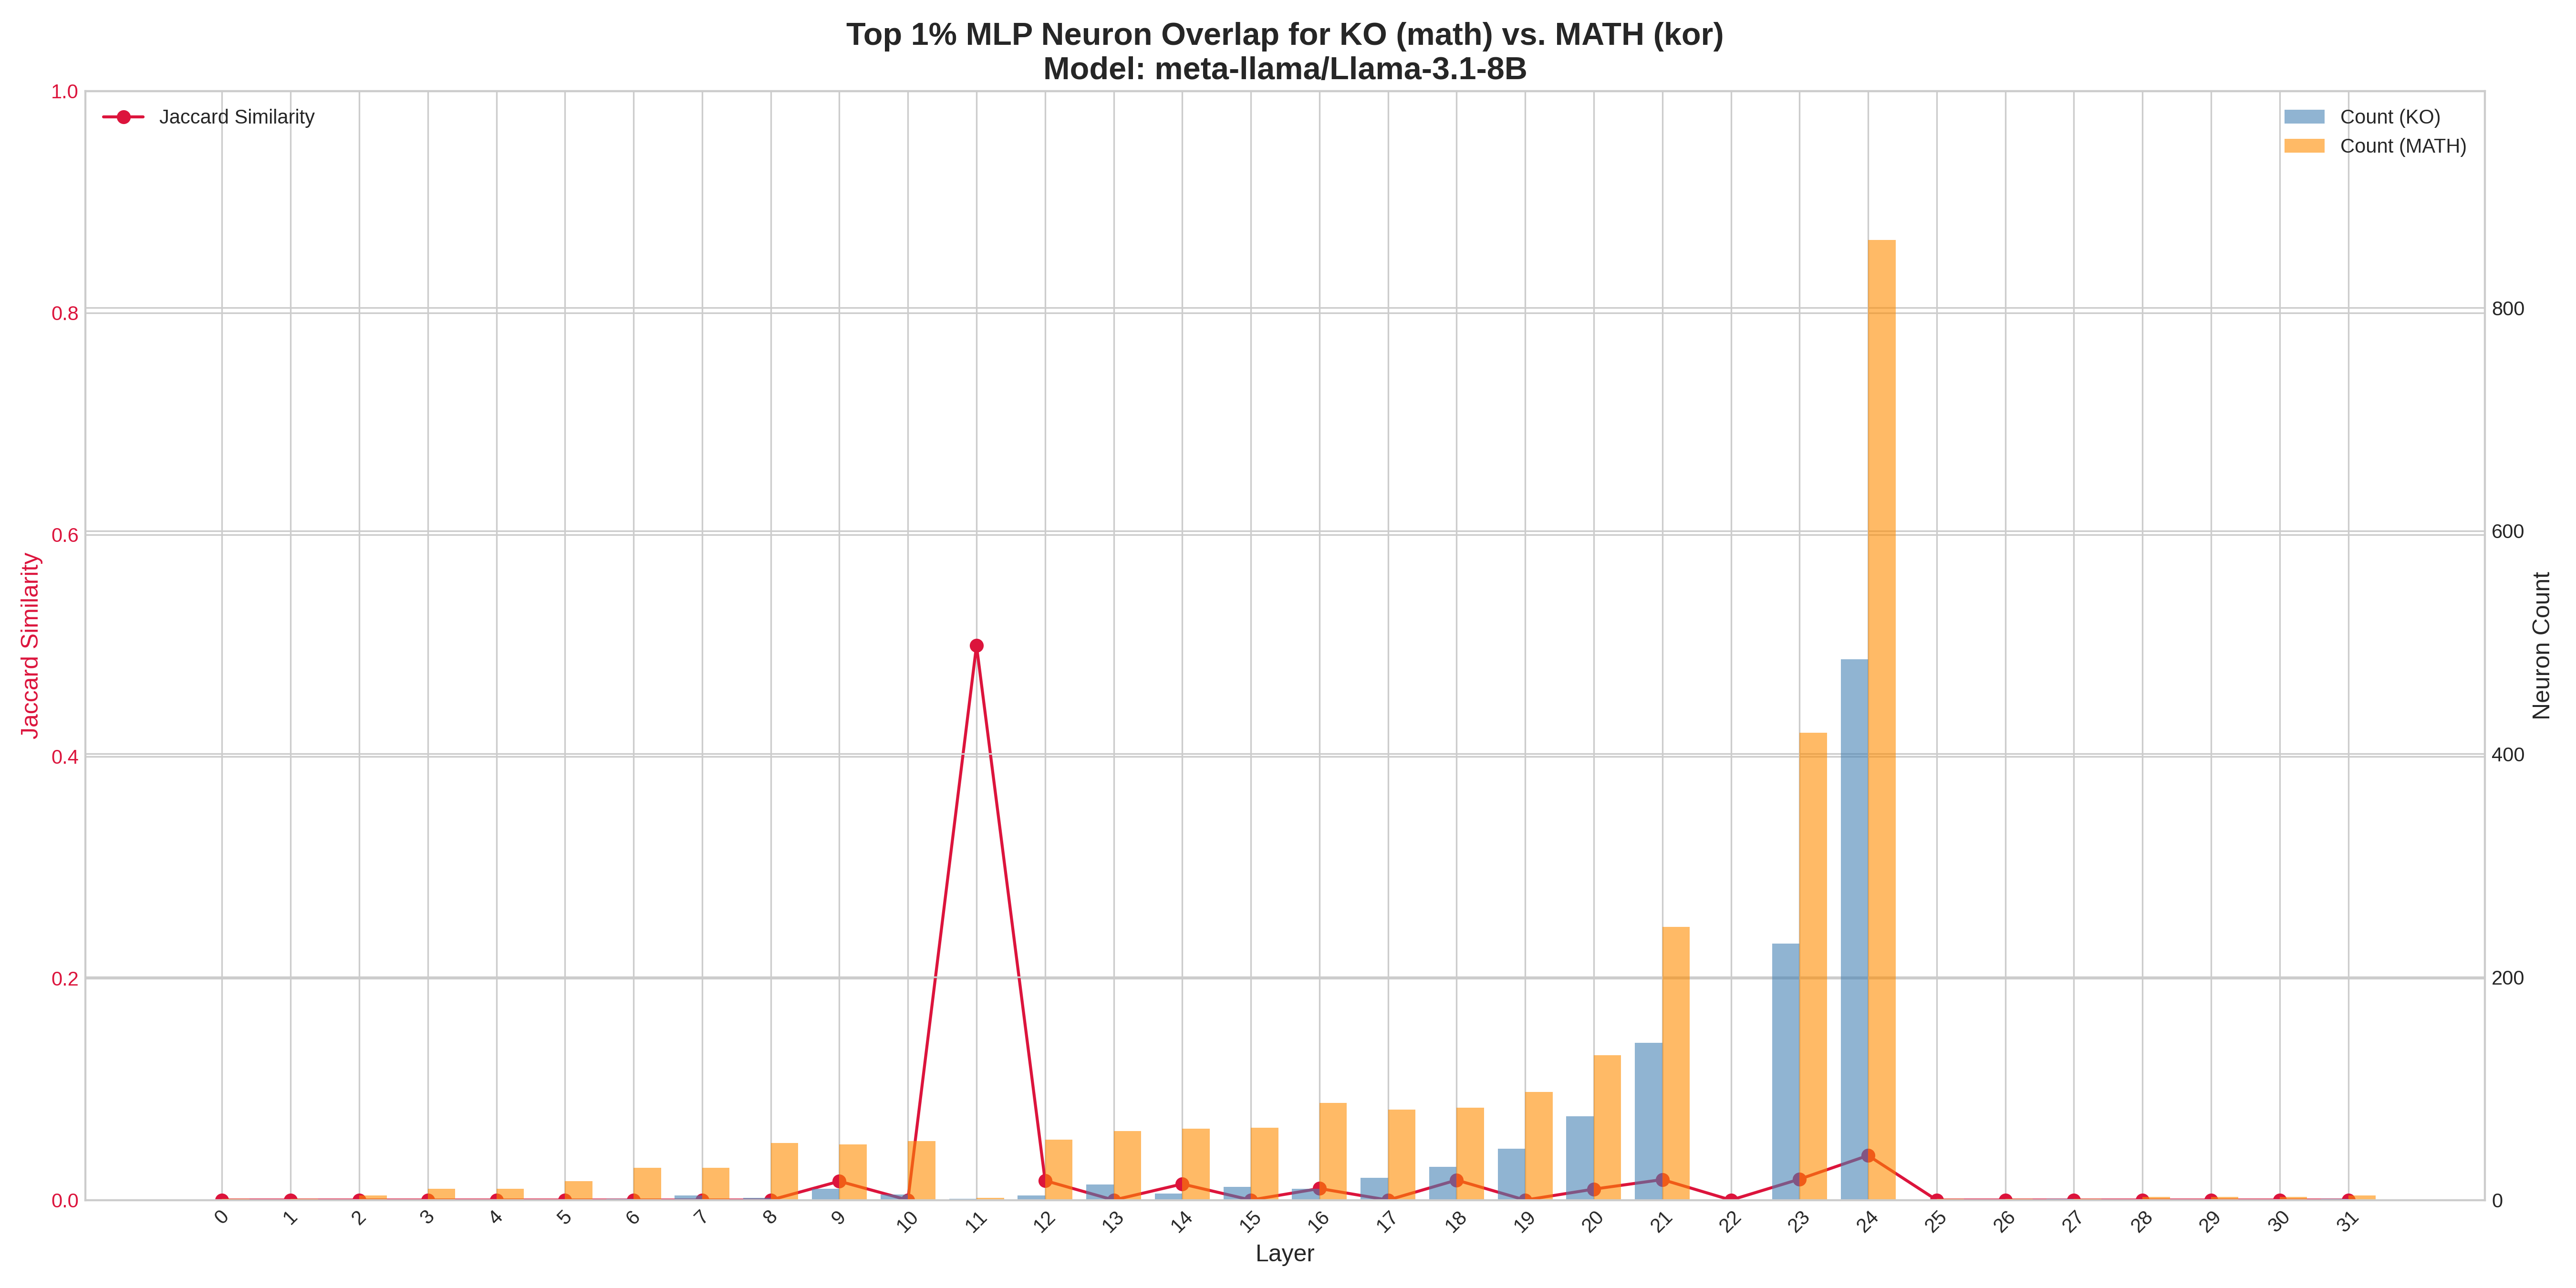 Top 1% MLP Neuron Overlap for KO (math) vs. MATH (kor)
Model: meta-llama/Llama-3.1-8B
Jaccard Similarity
Count (KO)
Count (MATH)
Jaccard Similarity
1.0
0.8
0.6
0.4
0.2
0.0
Neuron Count
800
600
400
200
0
0 1 2 3 4 5 6 7 8 9 10 11 12 13 14 15 16 17 18 19 20 21 22 23 24 25 26 27 28 29 30 31
Layer